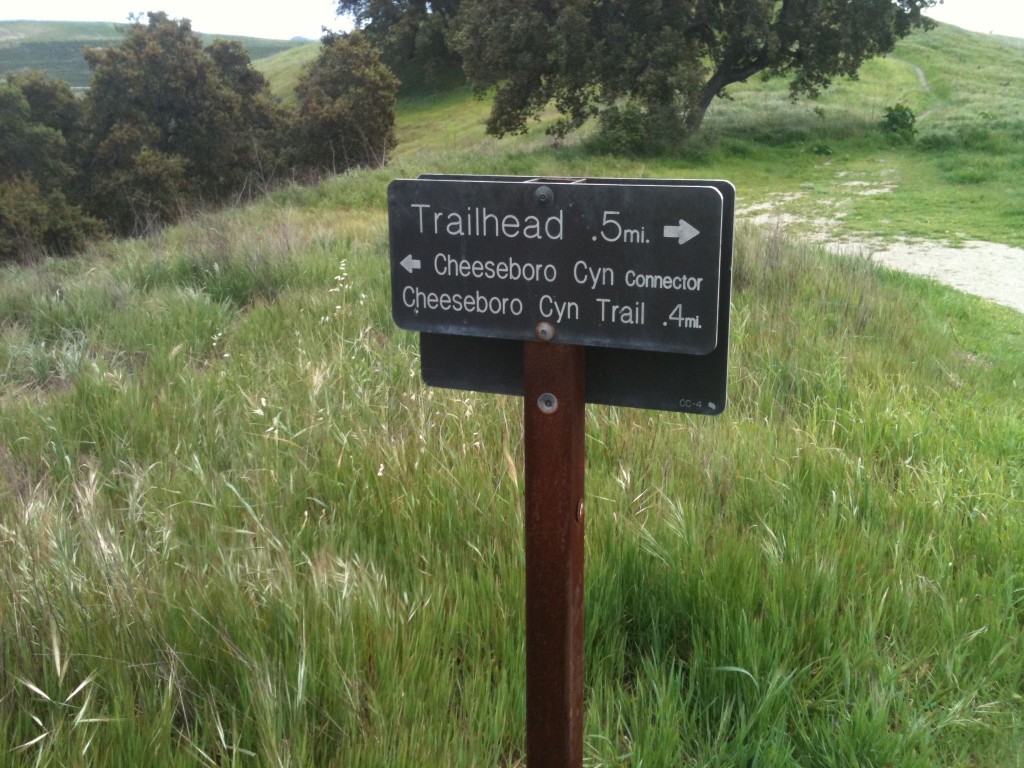 Trailhead .5mi. →
← Cheeseboro Cyn Connector
Cheeseboro Cyn Trail .4mi.
CC-4